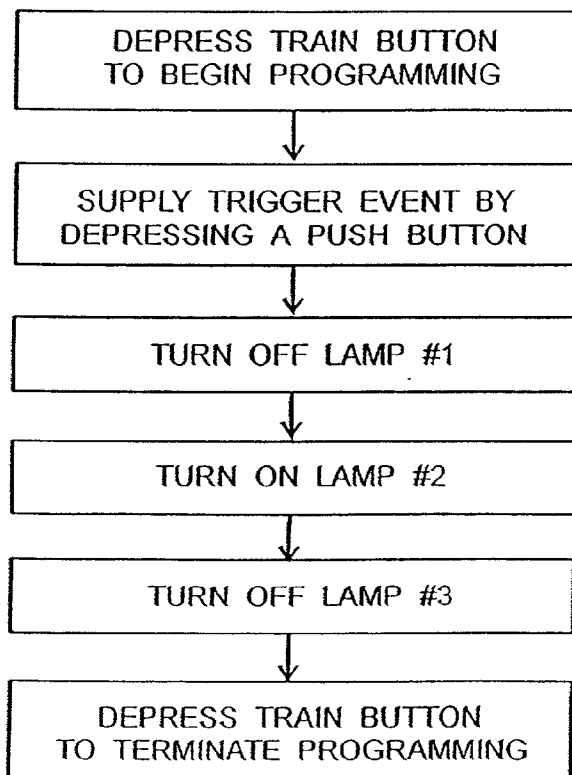 DEPRESS TRAIN BUTTON
TO BEGIN PROGRAMMING
SUPPLY TRIGGER EVENT BY
DEPRESSING A PUSH BUTTON
TURN OFF LAMP #1
TURN ON LAMP #2
TURN OFF LAMP #3
DEPRESS TRAIN BUTTON
TO TERMINATE PROGRAMMING